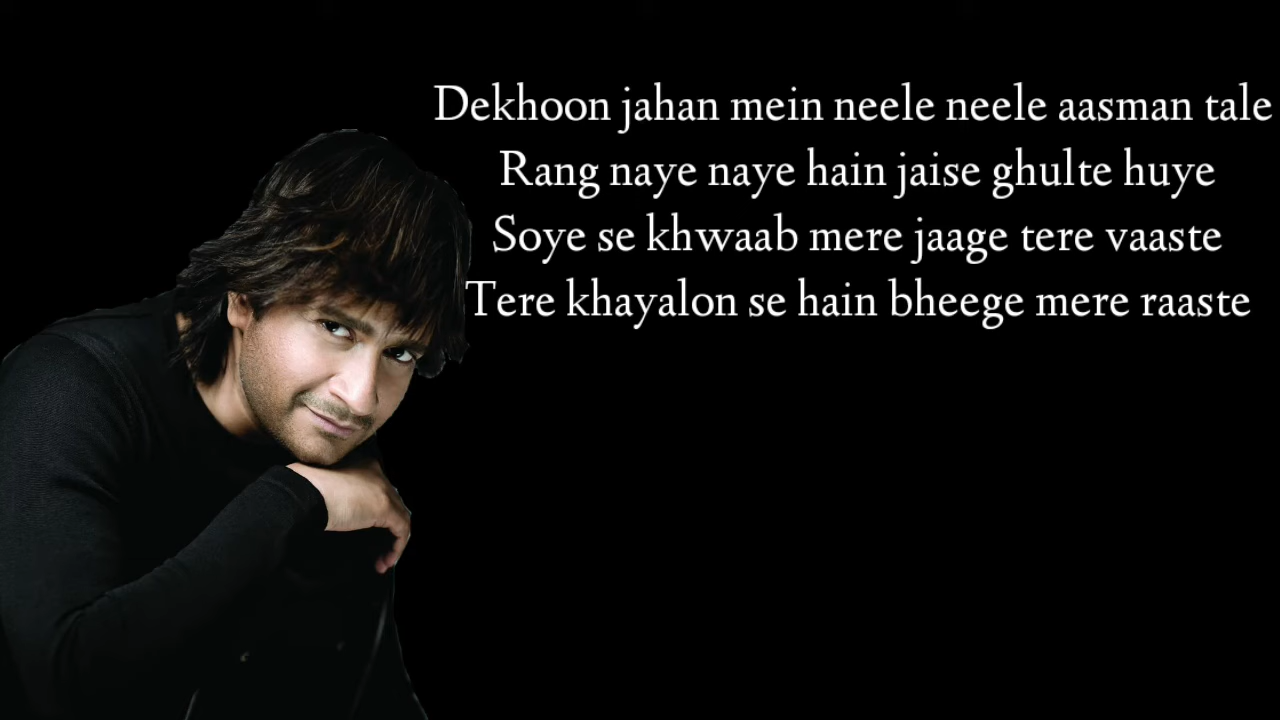 Dekhoon jahan mein neele neele aasman tale
Rang naye naye hain jaise ghulte huye
Soye se khwaab mere jaage tere vaaste
Tere khayalon se hain bheege mere raaste